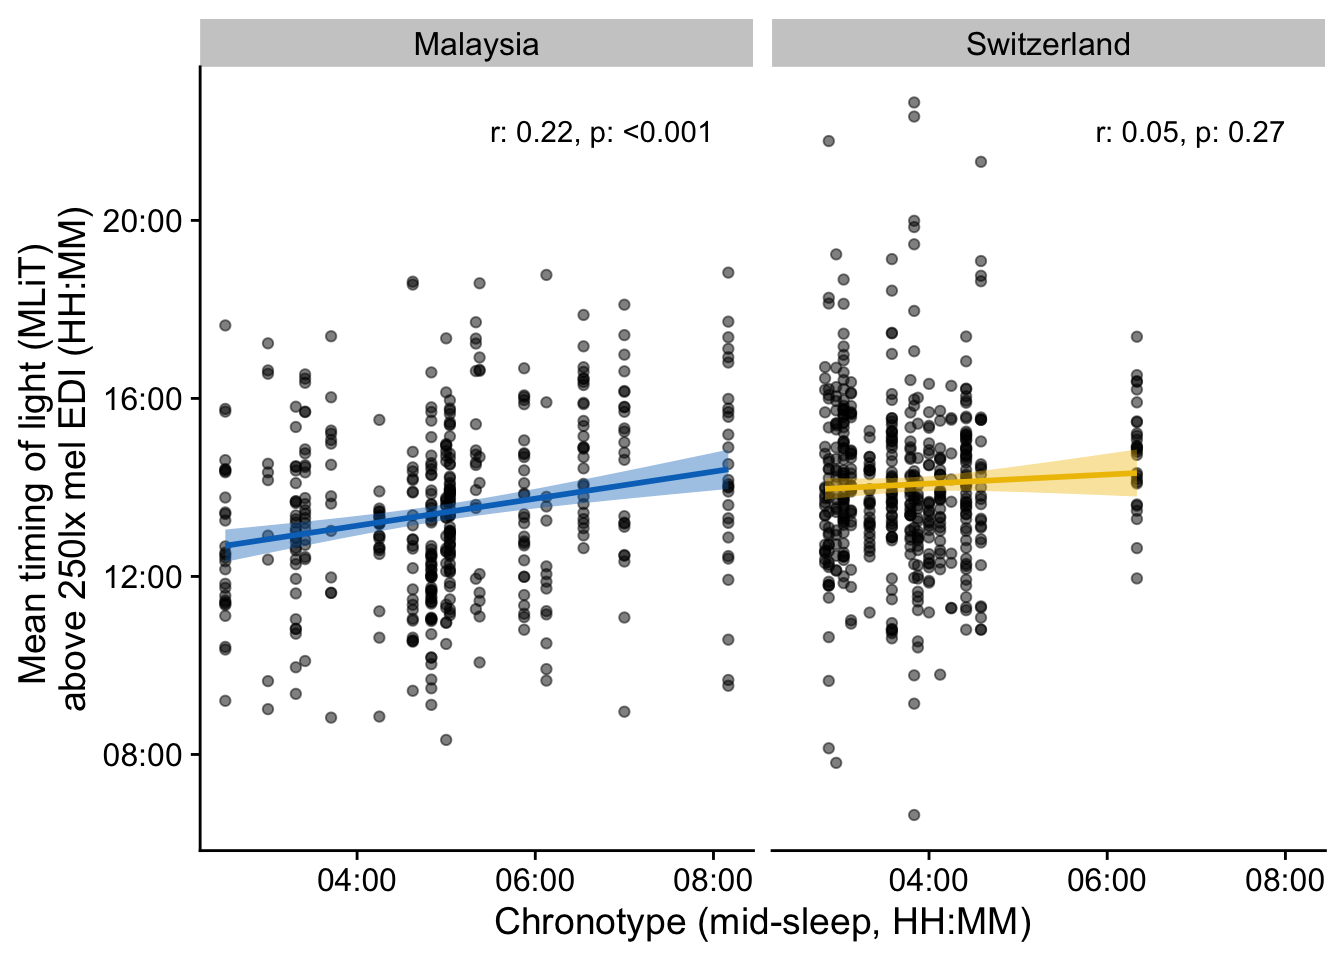 Malaysia
Switzerland
r: 0.22, p: <0.001
r: 0.05, p: 0.27
Mean timing of light (MLiT)
above 250lx mel EDI (HH:MM)
20:00
16:00
12:00
08:00
04:00
06:00
08:00
04:00
06:00
08:00
Chronotype (mid-sleep, HH:MM)